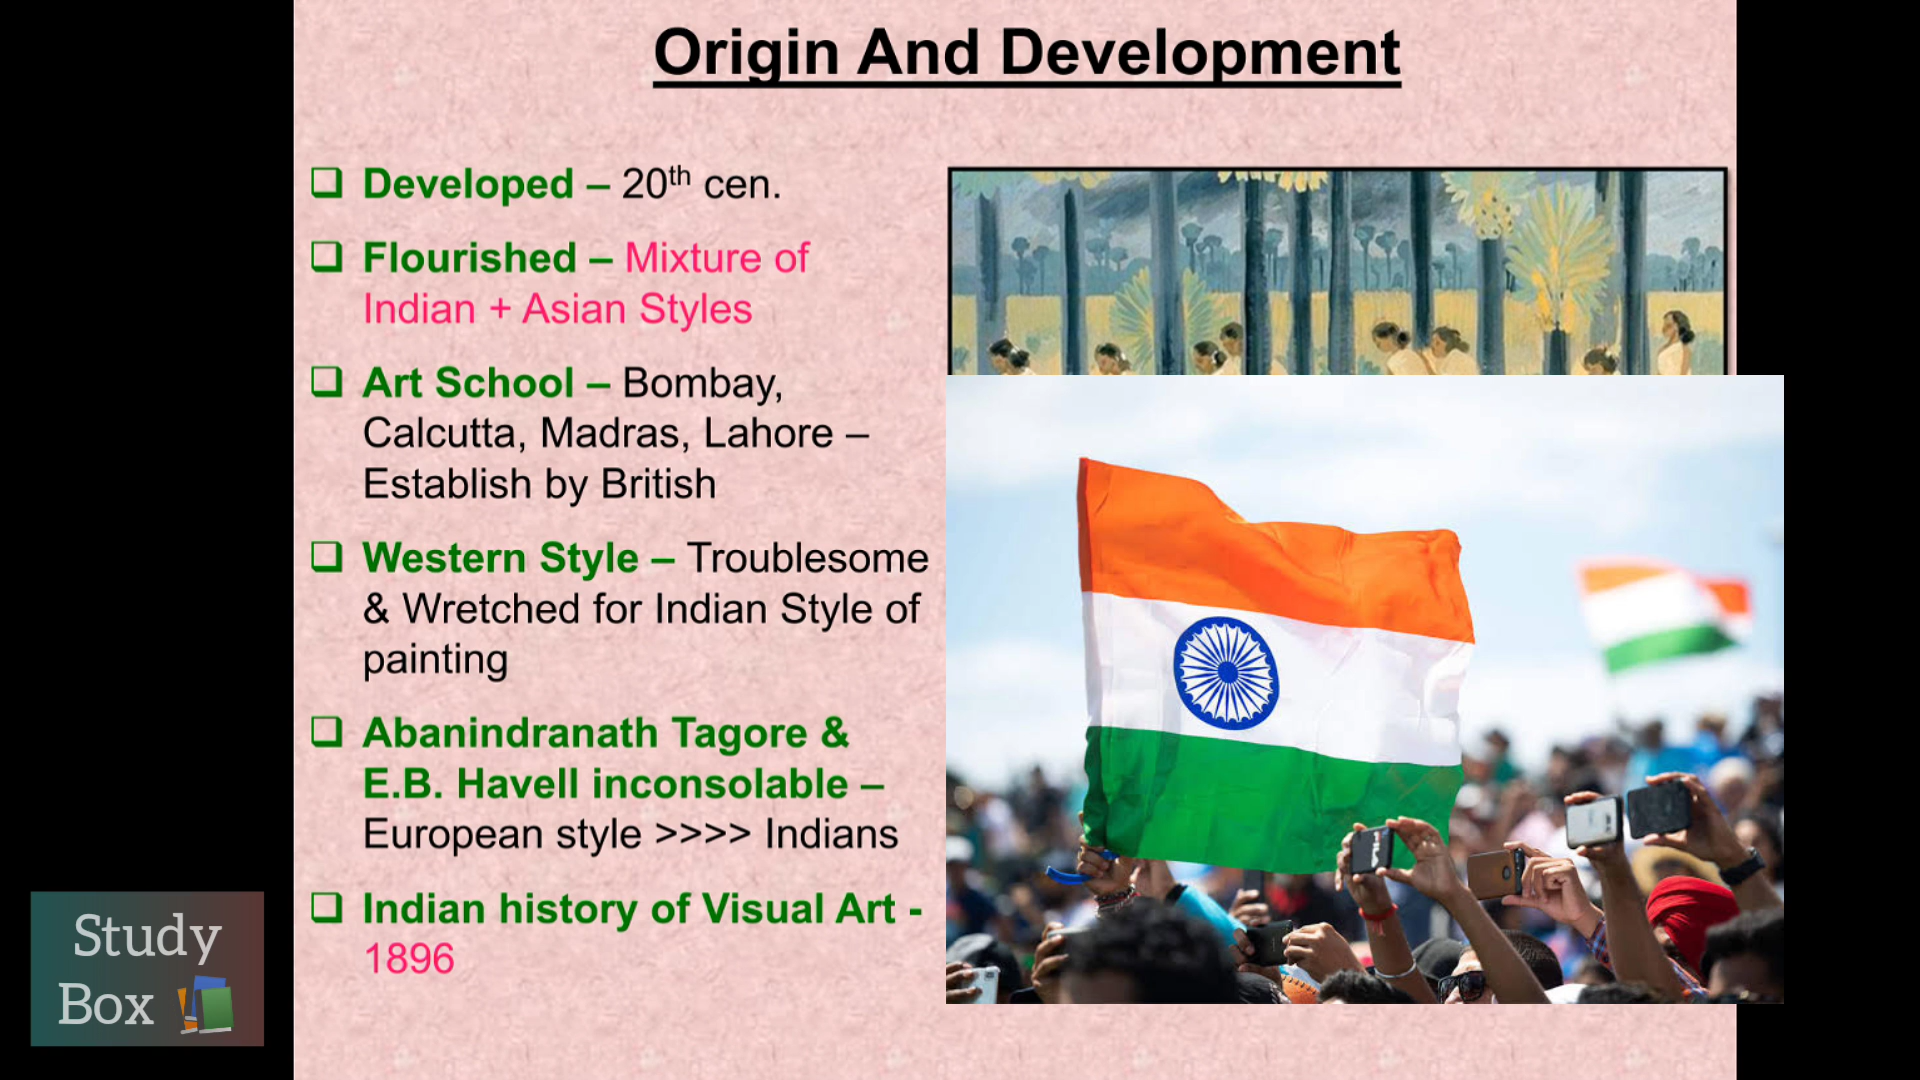 Origin And Development
❑ Developed – 20th cen.
❑ Flourished – Mixture of
Indian + Asian Styles
❑ Art School – Bombay,
Calcutta, Madras, Lahore –
Establish by British
❑ Western Style – Troublesome
& Wretched for Indian Style of
painting
❑ Abanindranath Tagore &
E.B. Havell inconsolable –
European style >>>> Indians
❑ Indian history of Visual Art -
1896
Study
Box
FILA